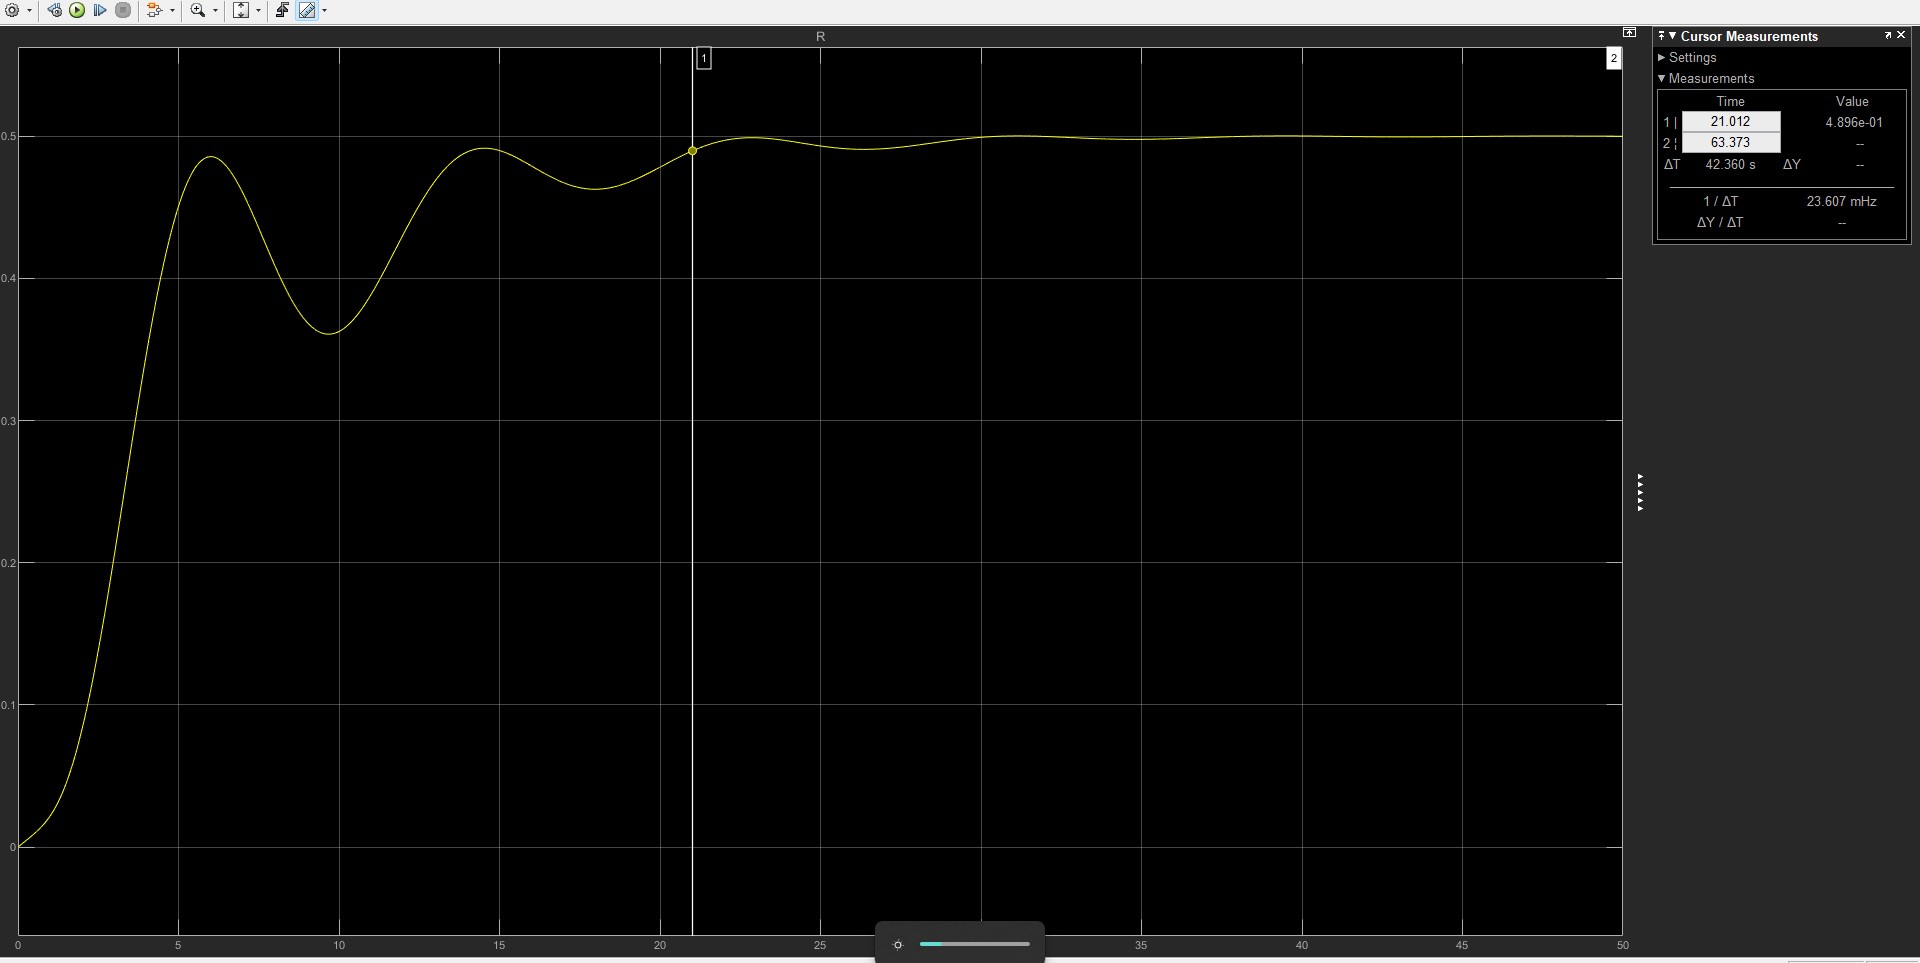 R
1
2
0.5
0.4
0.3
0.2
0.1
0
0 5 10 15 20 25 35 40 45 50
Cursor Measurements
Settings
Measurements
Time Value
1 | 21.012 4.896e-01
2 ¦ 63.373 --
ΔT 42.360 s ΔY --
1 / ΔT 23.607 mHz
ΔY / ΔT --